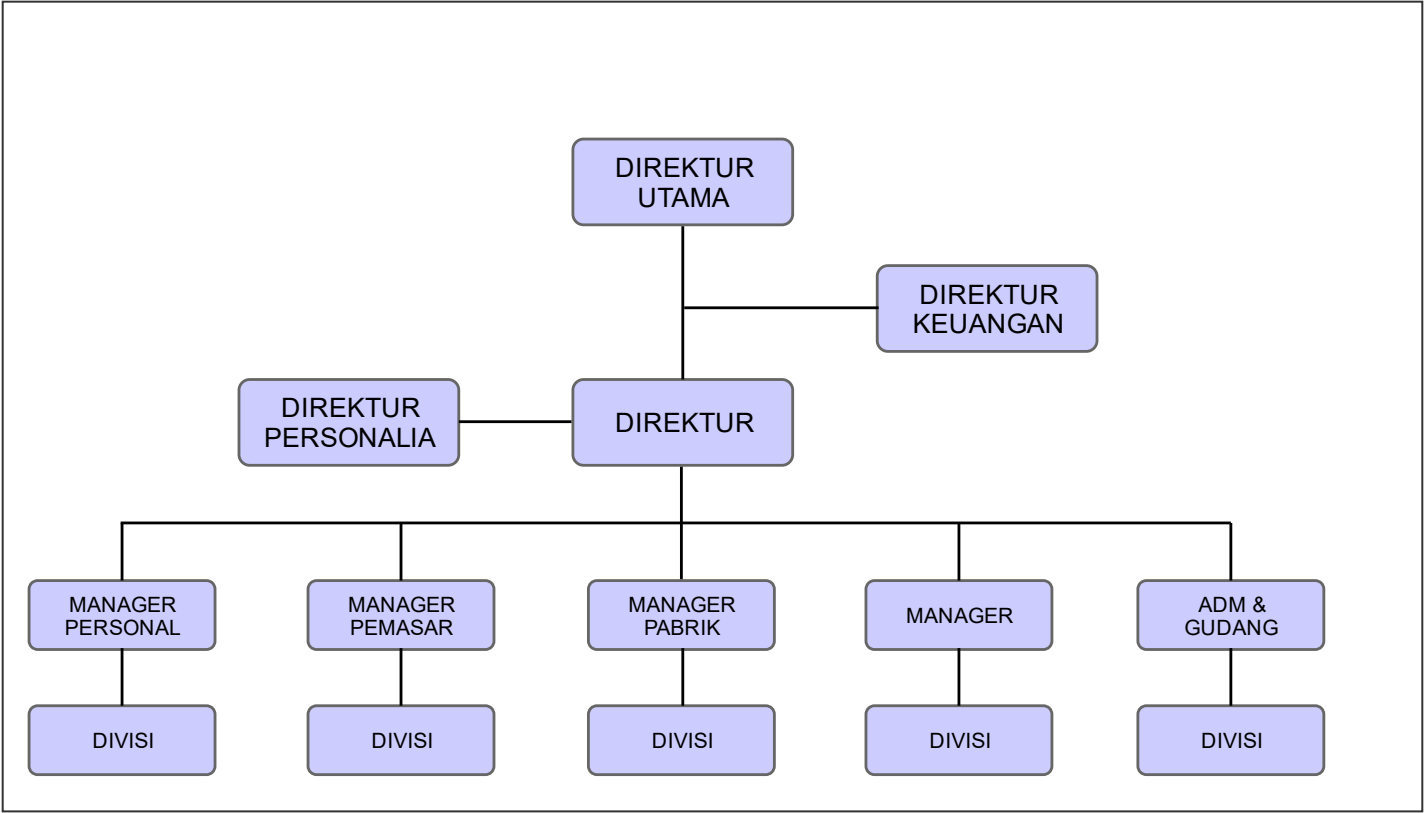 DIREKTUR
UTAMA
DIREKTUR
KEUANGAN
DIREKTUR
PERSONALIA
DIREKTUR
MANAGER
PERSONAL
MANAGER
PEMASAR
MANAGER
PABRIK
MANAGER
ADM &
GUDANG
DIVISI
DIVISI
DIVISI
DIVISI
DIVISI